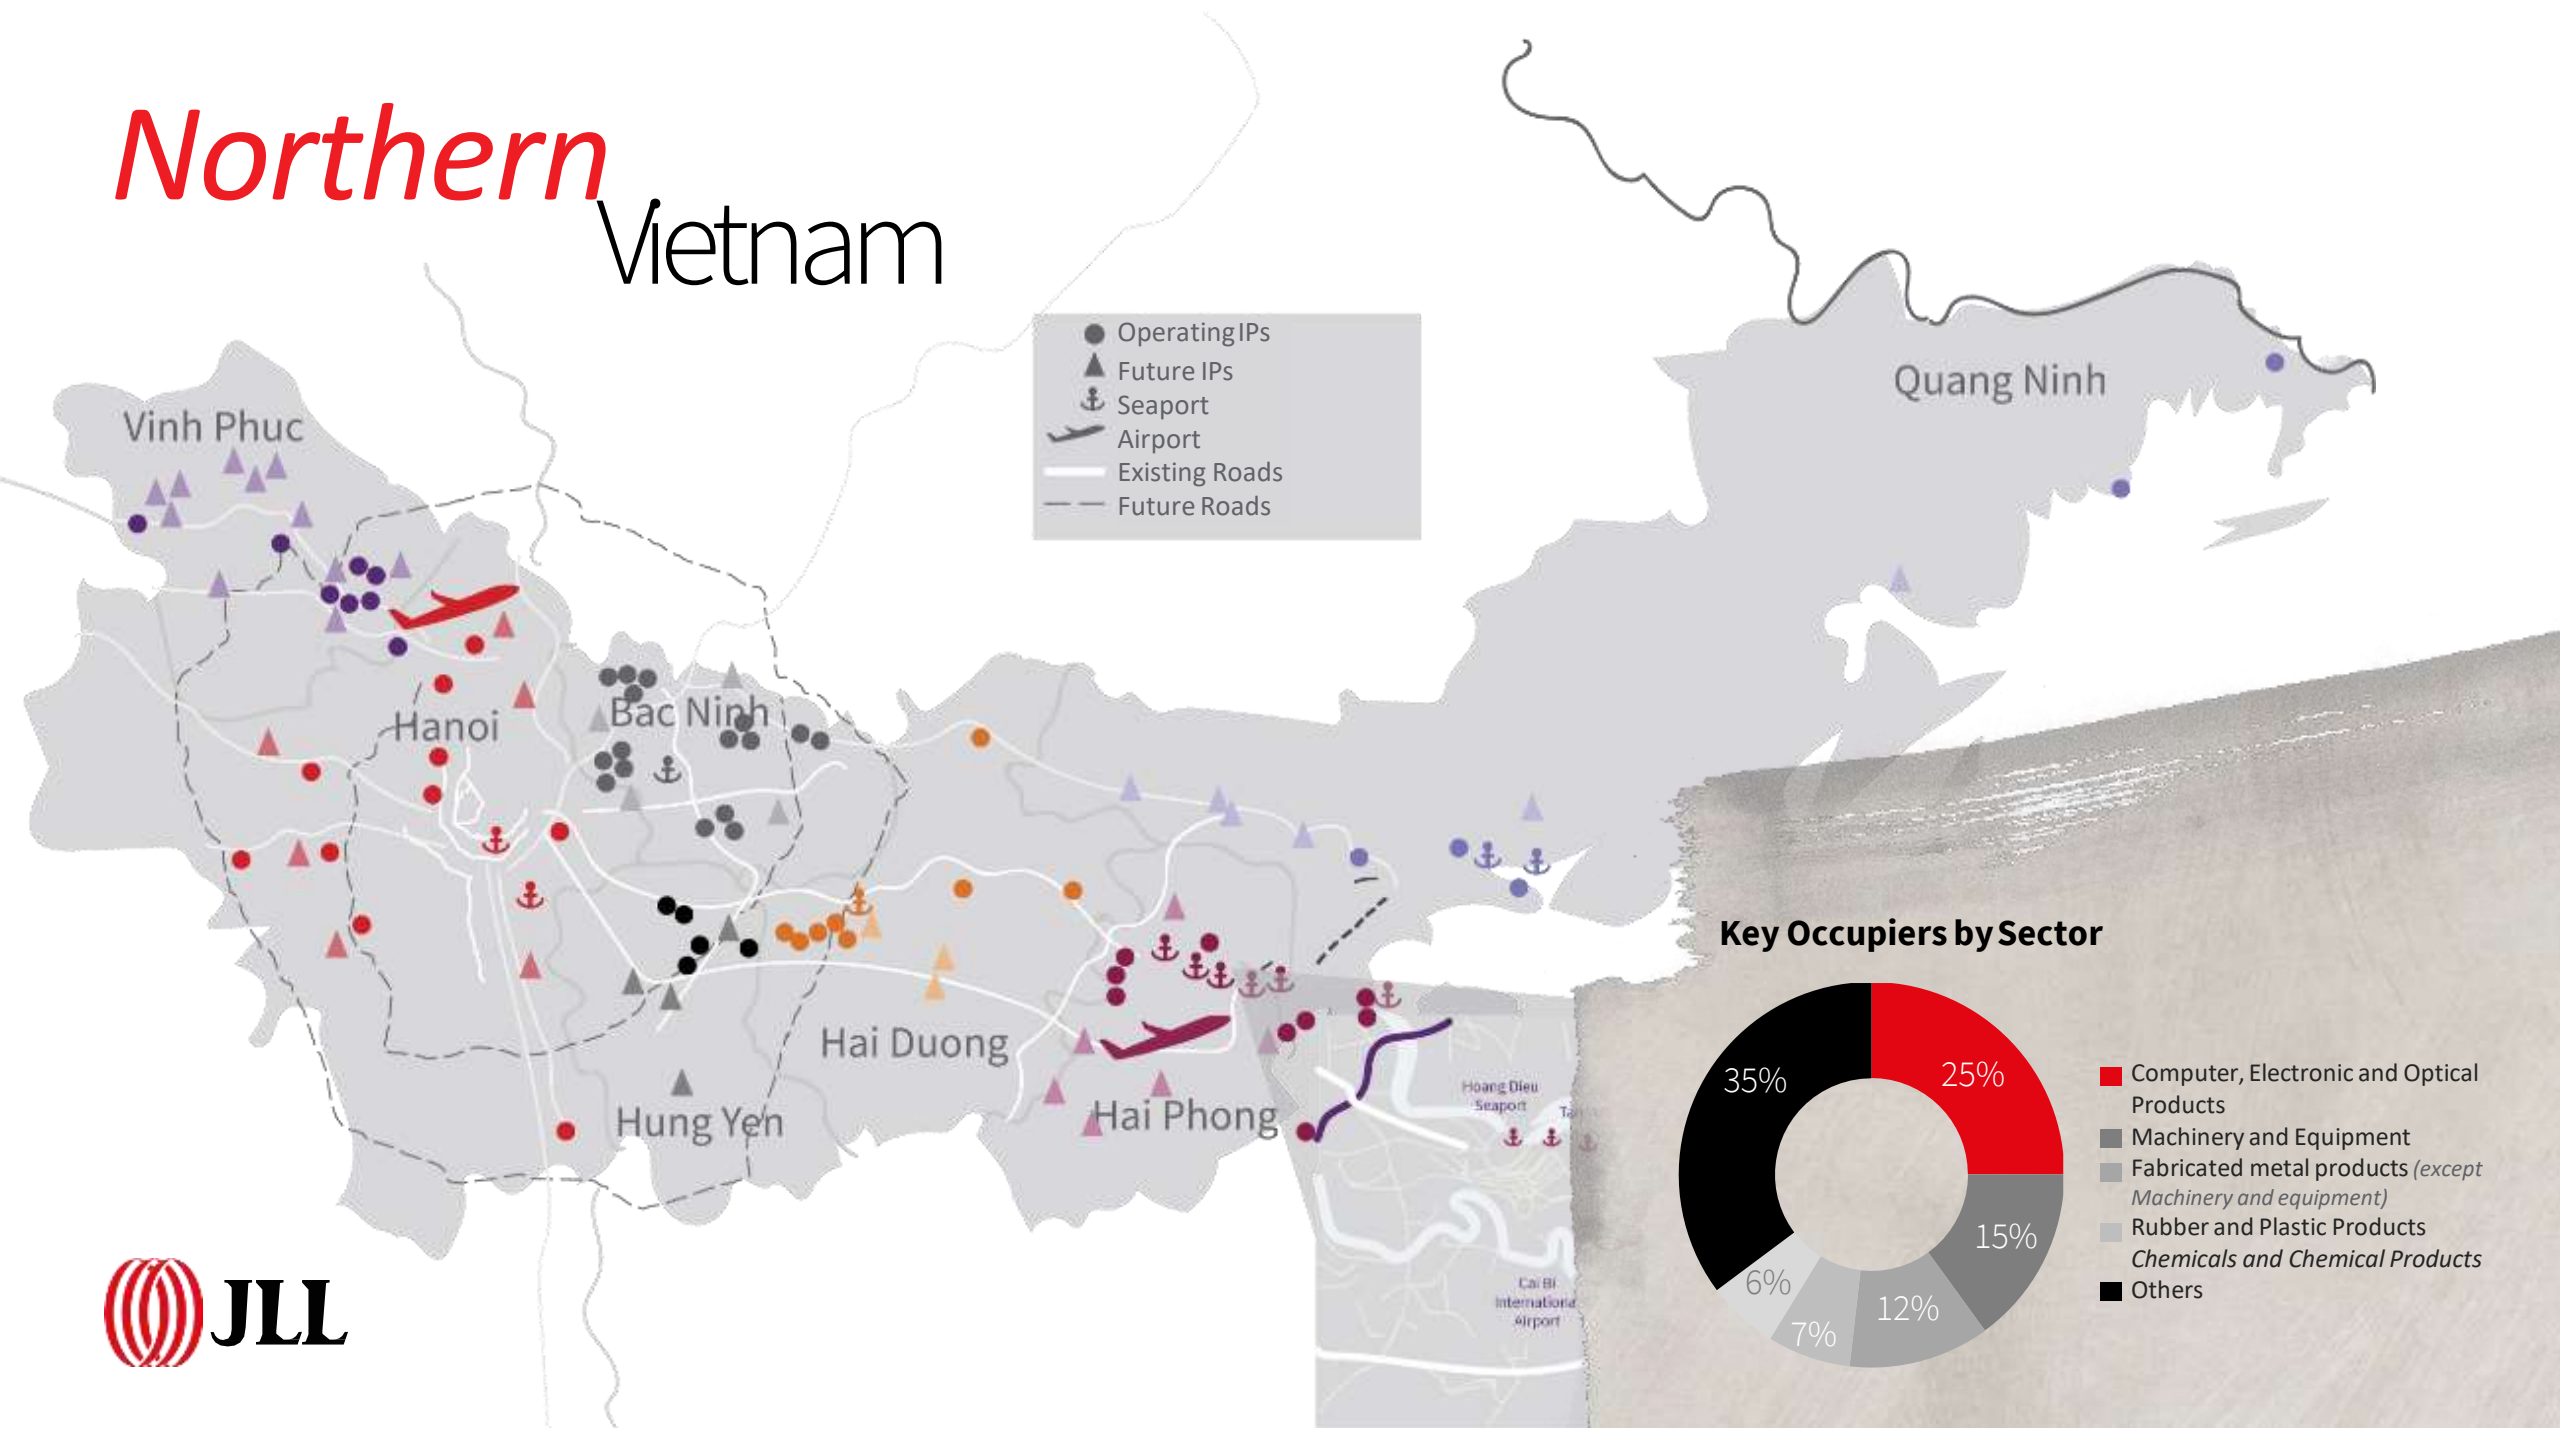 Northern
Vietnam
Operating IPs
Future IPs
Seaport
Airport
Existing Roads
Future Roads
Quang Ninh
Vinh Phuc
Hanoi
Bac Ninh
Hai Duong
Hung Yen
Hai Phong
Hoang Dieu
Seaport
Cai Bi
International
Airport
Key Occupiers by Sector
35%
25%
15%
12%
7%
6%
Computer, Electronic and Optical
Products
Machinery and Equipment
Fabricated metal products (except
Machinery and equipment)
Rubber and Plastic Products
Chemicals and Chemical Products
Others
JLL